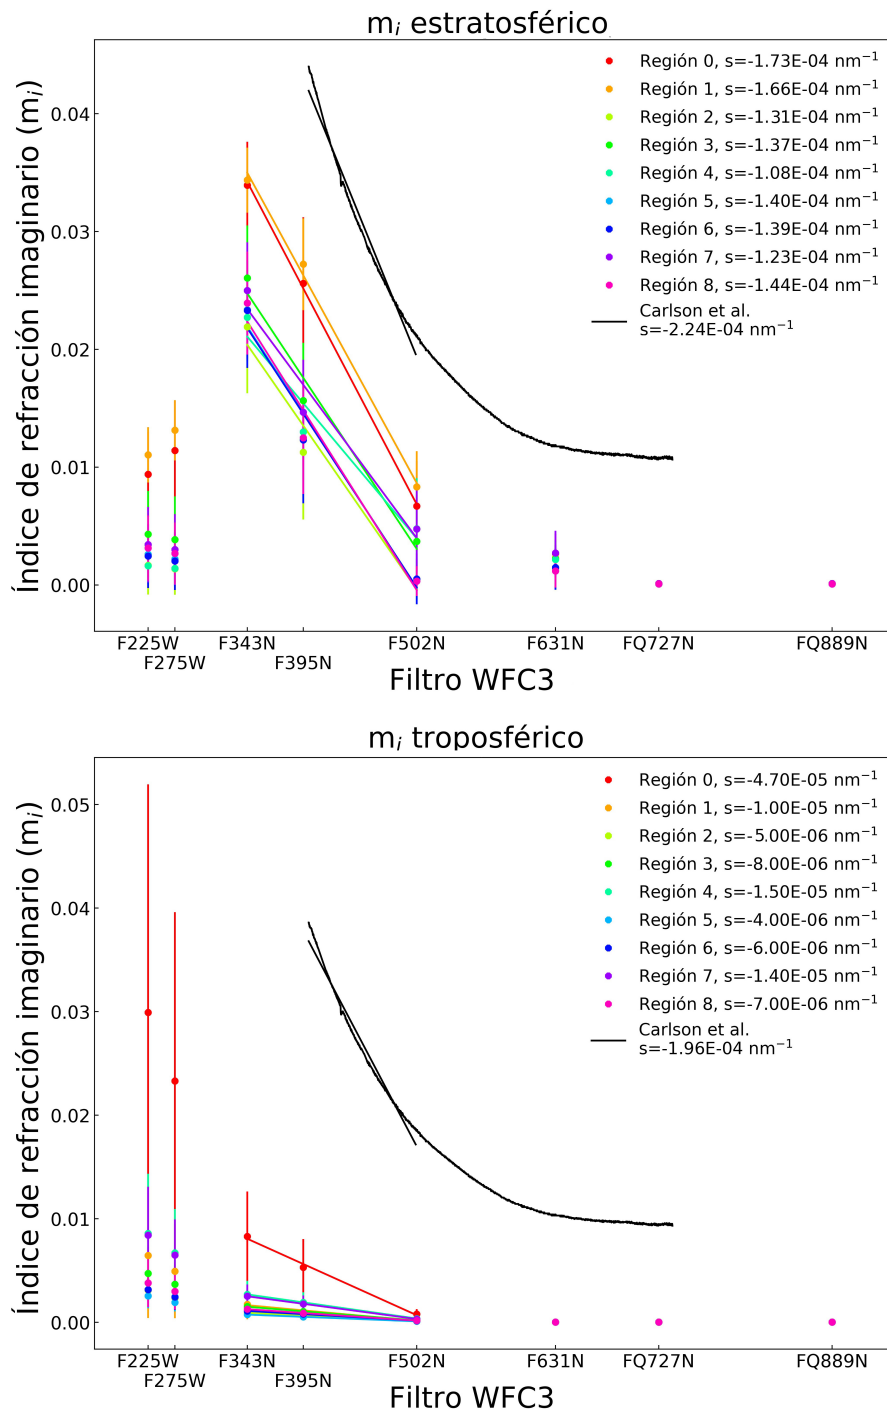 mᵢ estratosférico
Índice de refracción imaginario (mᵢ)
0.04
0.03
0.02
0.01
0.00
Región 0, s=-1.73E-04 nm⁻¹
Región 1, s=-1.66E-04 nm⁻¹
Región 2, s=-1.31E-04 nm⁻¹
Región 3, s=-1.37E-04 nm⁻¹
Región 4, s=-1.08E-04 nm⁻¹
Región 5, s=-1.40E-04 nm⁻¹
Región 6, s=-1.39E-04 nm⁻¹
Región 7, s=-1.23E-04 nm⁻¹
Región 8, s=-1.44E-04 nm⁻¹
Carlson et al.
s=-2.24E-04 nm⁻¹
F225W F343N F502N F631N FQ727N FQ889N
F275W F395N
Filtro WFC3
mᵢ troposférico
Índice de refracción imaginario (mᵢ)
0.05
0.04
0.03
0.02
0.01
0.00
Región 0, s=-4.70E-05 nm⁻¹
Región 1, s=-1.00E-05 nm⁻¹
Región 2, s=-5.00E-06 nm⁻¹
Región 3, s=-8.00E-06 nm⁻¹
Región 4, s=-1.50E-05 nm⁻¹
Región 5, s=-4.00E-06 nm⁻¹
Región 6, s=-6.00E-06 nm⁻¹
Región 7, s=-1.40E-05 nm⁻¹
Región 8, s=-7.00E-06 nm⁻¹
Carlson et al.
s=-1.96E-04 nm⁻¹
F225W F343N F502N F631N FQ727N FQ889N
F275W F395N
Filtro WFC3